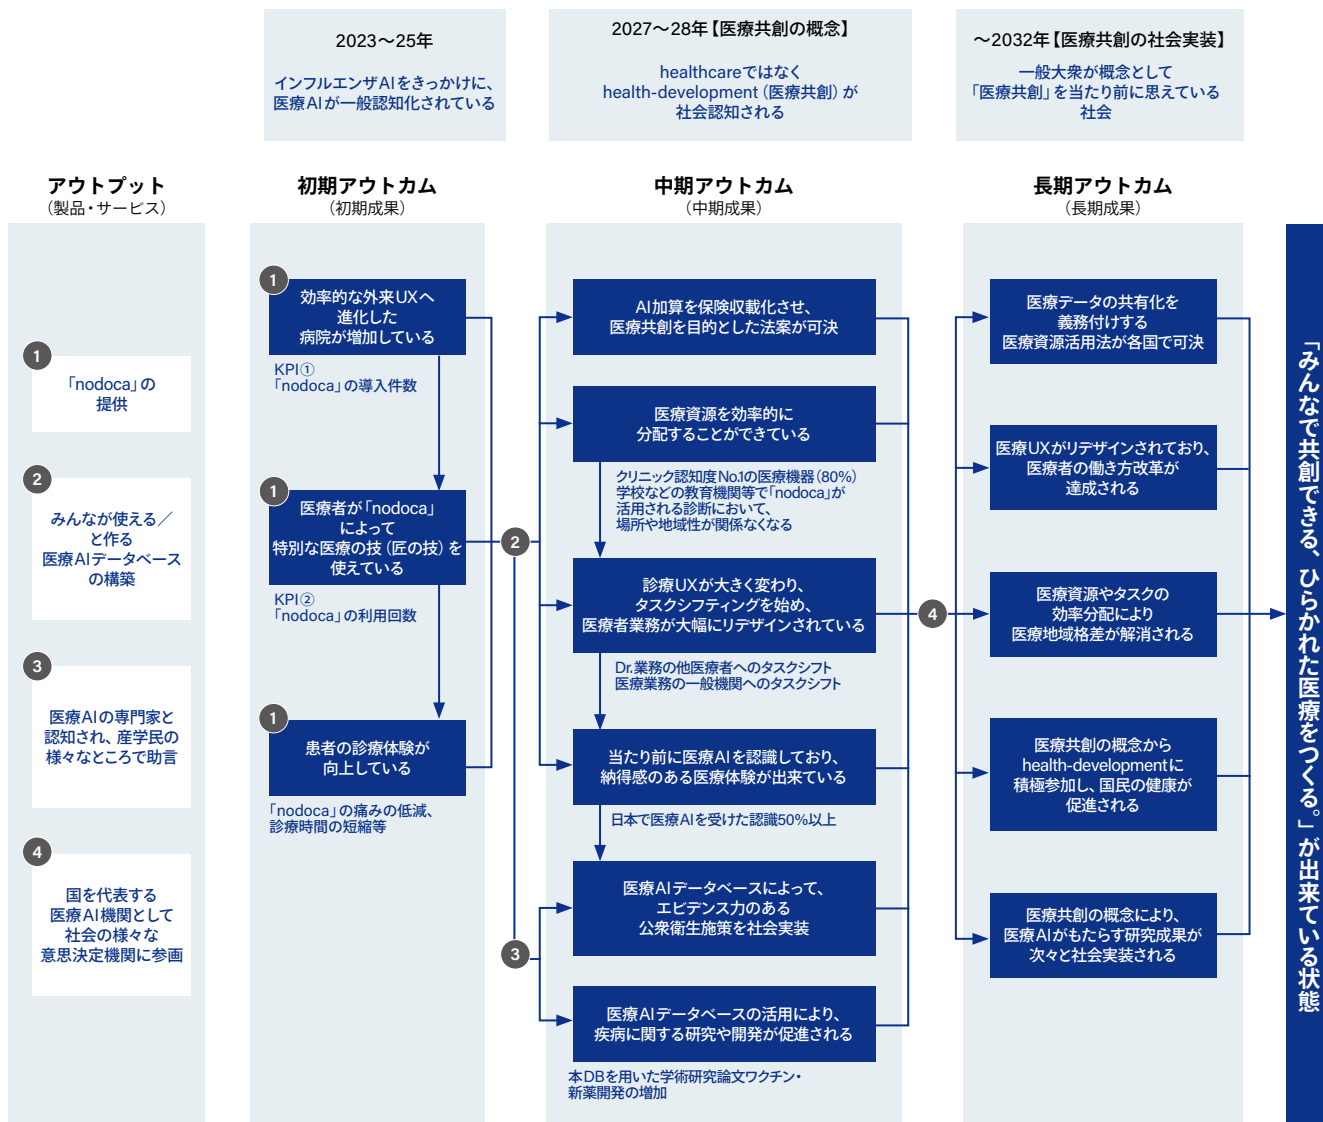 2023〜25年
インフルエンザAIをきっかけに、
医療AIが一般認知化されている
2027〜28年【医療共創の概念】
healthcareではなく
health-development（医療共創）が
社会認知される
〜2032年【医療共創の社会実装】
一般大衆が概念として
「医療共創」を当たり前に思えている
社会
アウトプット
（製品・サービス）
1
「nodoca」の
提供
2
みんなが使える／
と作る
医療AIデータベース
の構築
3
医療AIの専門家と
認知され、産学民の
様々なところで助言
4
国を代表する
医療AI機関として
社会の様々な
意思決定機関に参画
初期アウトカム
（初期成果）
1
効率的な外来UXへ
進化した
病院が増加している
KPI①
「nodoca」の導入件数
1
医療者が「nodoca」
によって
特別な医療の技（匠の技）を
使えている
KPI②
「nodoca」の利用回数
1
患者の診療体験が
向上している
「nodoca」の痛みの低減、
診療時間の短縮等
2
3
中期アウトカム
（中期成果）
AI加算を保険収載化させ、
医療共創を目的とした法案が可決
医療資源を効率的に
分配することができている
クリニック認知度No.1の医療機器（80%）
学校などの教育機関等で「nodoca」が
活用される診断において、
場所や地域性が関係なくなる
診療UXが大きく変わり、
タスクシフティングを始め、
医療者業務が大幅にリデザインされている
Dr.業務の他医療者へのタスクシフト
医療業務の一般機関へのタスクシフト
当たり前に医療AIを認識しており、
納得感のある医療体験が出来ている
日本で医療AIを受けた認識50%以上
医療AIデータベースによって、
エビデンス力のある
公衆衛生施策を社会実装
医療AIデータベースの活用により、
疾病に関する研究や開発が促進される
本DBを用いた学術研究論文ワクチン・
新薬開発の増加
4
長期アウトカム
（長期成果）
医療データの共有化を
義務付けする
医療資源活用法が各国で可決
医療UXがリデザインされており、
医療者の働き方改革が
達成される
医療資源やタスクの
効率分配により
医療地域格差が解消される
医療共創の概念から
health-developmentに
積極参加し、国民の健康が
促進される
医療共創の概念により、
医療AIがもたらす研究成果が
次々と社会実装される
「みんなで共創できる、ひらかれた医療をつくる。」が出来ている状態